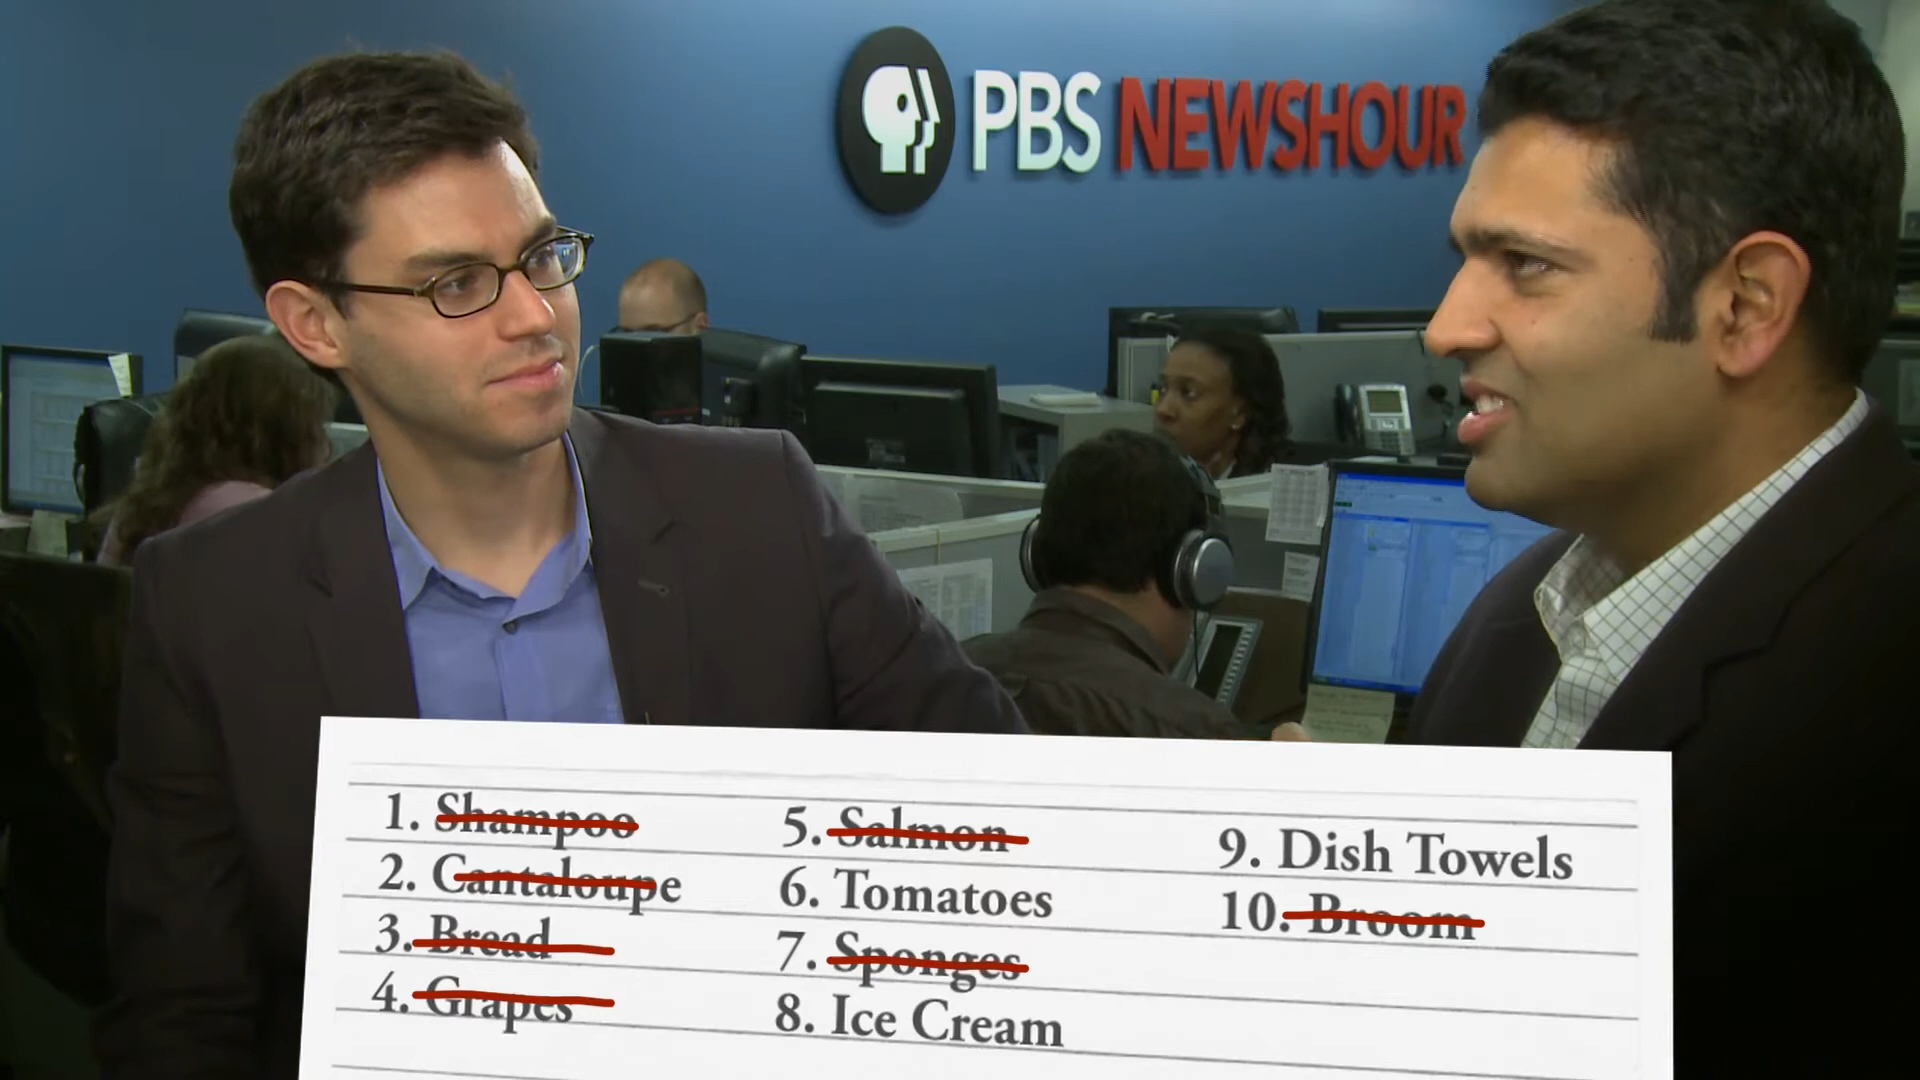 PBS NEWSHOUR
1. Shampoo
2. Cantaloupe
3. Bread
4. Grapes
5. Salmon
6. Tomatoes
7. Sponges
8. Ice Cream
9. Dish Towels
10. Broom